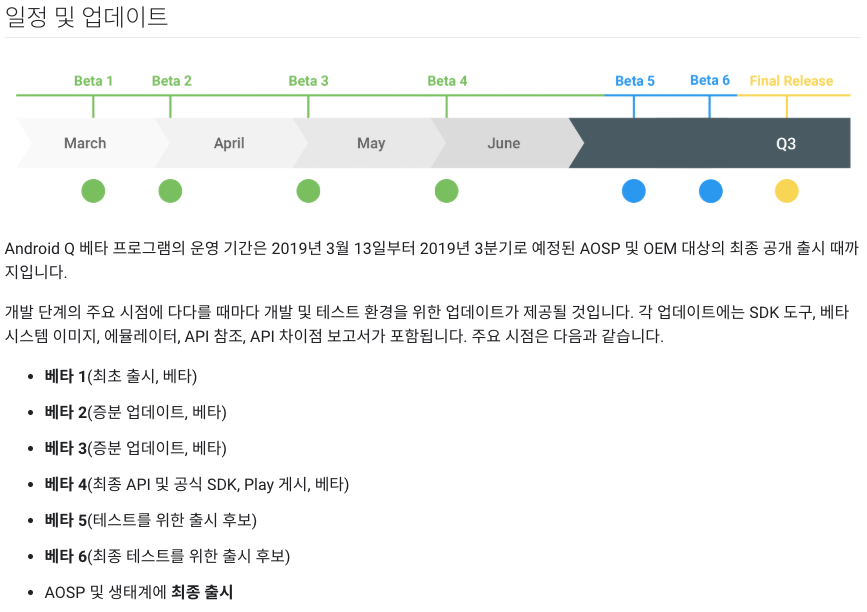 일정 및 업데이트
Beta 1 Beta 2 Beta 3 Beta 4 Beta 5 Beta 6 Final Release
March April May June Q3
Android Q 베타 프로그램의 운영 기간은 2019년 3월 13일부터 2019년 3분기로 예정된 AOSP 및 OEM 대상의 최종 공개 출시 때까
지입니다.
개발 단계의 주요 시점에 다다를 때마다 개발 및 테스트 환경을 위한 업데이트가 제공될 것입니다. 각 업데이트에는 SDK 도구, 베타
시스템 이미지, 에뮬레이터, API 참조, API 차이점 보고서가 포함됩니다. 주요 시점은 다음과 같습니다.
• 베타 1(최초 출시, 베타)
• 베타 2(증분 업데이트, 베타)
• 베타 3(증분 업데이트, 베타)
• 베타 4(최종 API 및 공식 SDK, Play 게시, 베타)
• 베타 5(테스트를 위한 출시 후보)
• 베타 6(최종 테스트를 위한 출시 후보)
• AOSP 및 생태계에 최종 출시